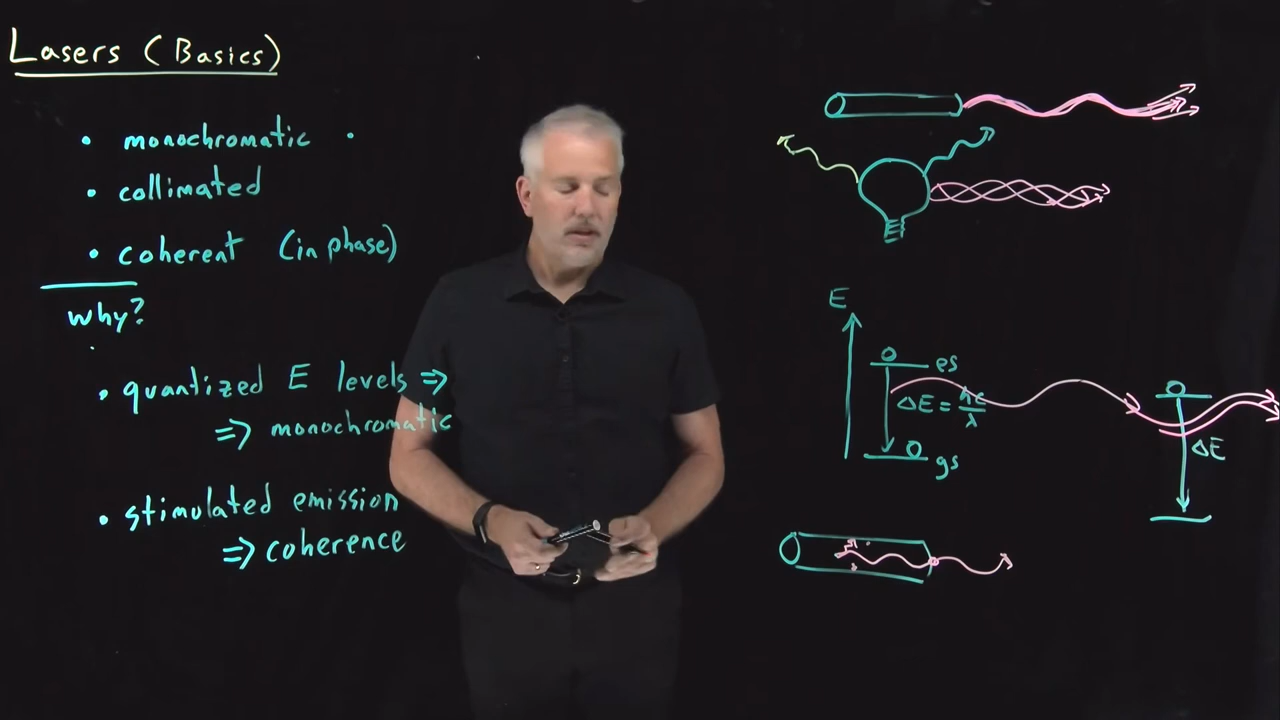 Lasers (Basics)
• monochromatic •
• collimated
• coherent (in phase)
why?
• quantized E levels ⇒
⇒ monochromatic
• stimulated emission
⇒ coherence
E
es
ΔE = hc/λ
gs
ΔE